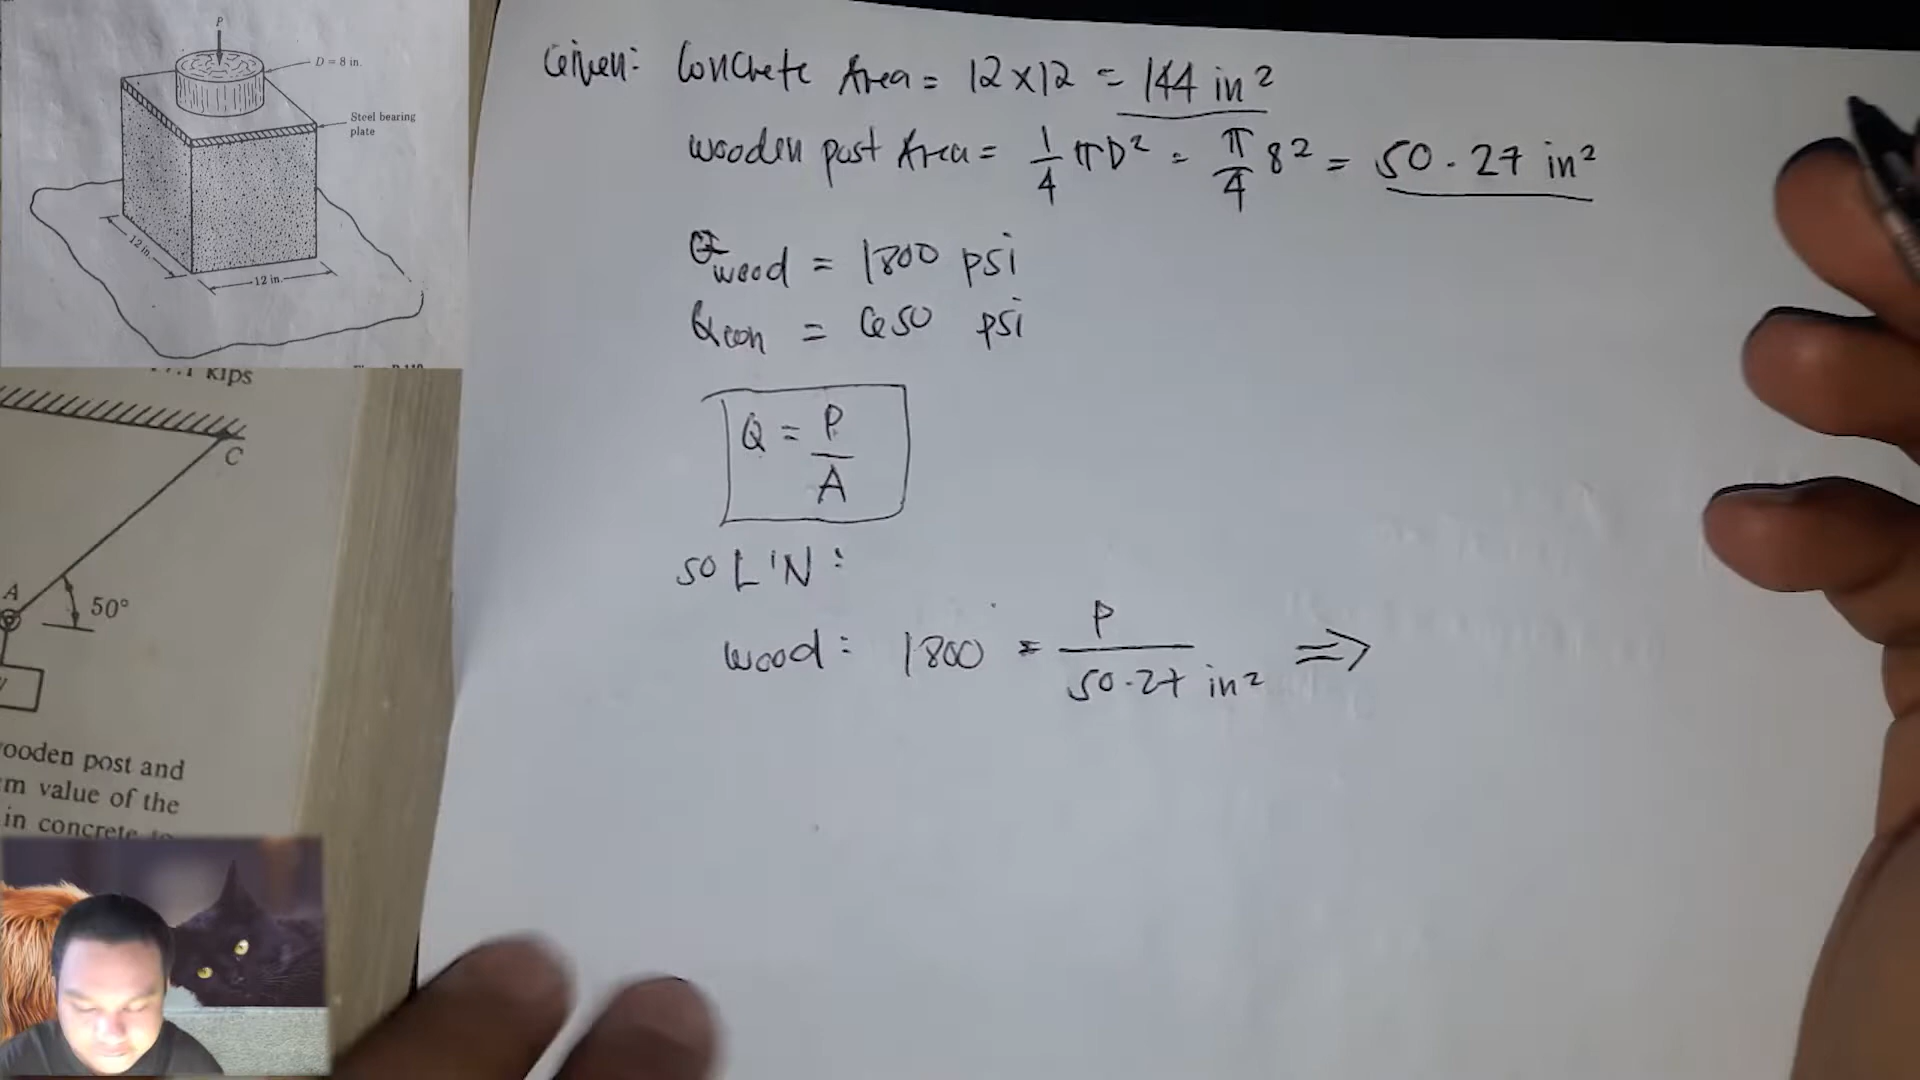 P
D = 8 in.
Steel bearing
plate
12 in.
12 in.
kips
C
A
50°
ooden post and
m value of the
in concrete to
Given: Concrete Area = 12 x 12 = 144 in²
wooden post Area = 1/4 πD² = π/4 8² = 50.27 in²
σwood = 1800 psi
σcon = 650 psi
σ = P/A
SOL'N:
wood: 1800 = P/50.27 in² ⇒